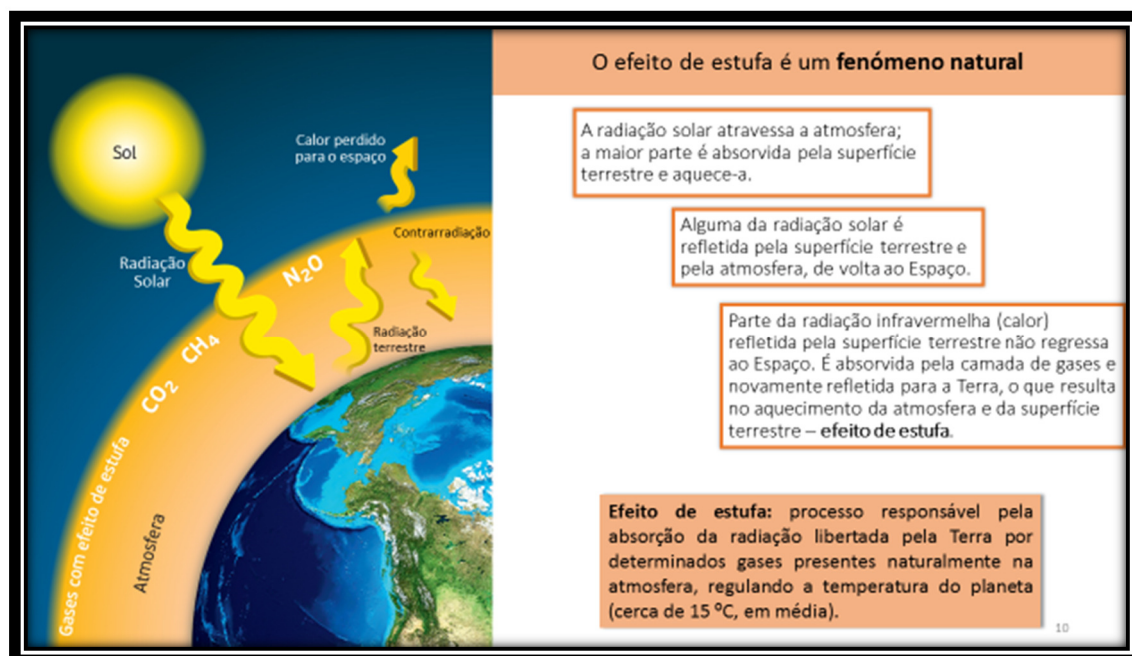 O efeito de estufa é um fenómeno natural
Sol
Calor perdido
para o espaço
Radiação
Solar
Contrarradiação
Radiação
terrestre
N₂O
CH₄
CO₂
Gases com efeito de estufa
Atmosfera
A radiação solar atravessa a atmosfera;
a maior parte é absorvida pela superfície
terrestre e aquece-a.
Alguma da radiação solar é
refletida pela superfície terrestre e
pela atmosfera, de volta ao Espaço.
Parte da radiação infravermelha (calor)
refletida pela superfície terrestre não regressa
ao Espaço. É absorvida pela camada de gases e
novamente refletida para a Terra, o que resulta
no aquecimento da atmosfera e da superfície
terrestre – efeito de estufa.
Efeito de estufa: processo responsável pela
absorção da radiação libertada pela Terra por
determinados gases presentes naturalmente na
atmosfera, regulando a temperatura do planeta
(cerca de 15 ºC, em média).
10